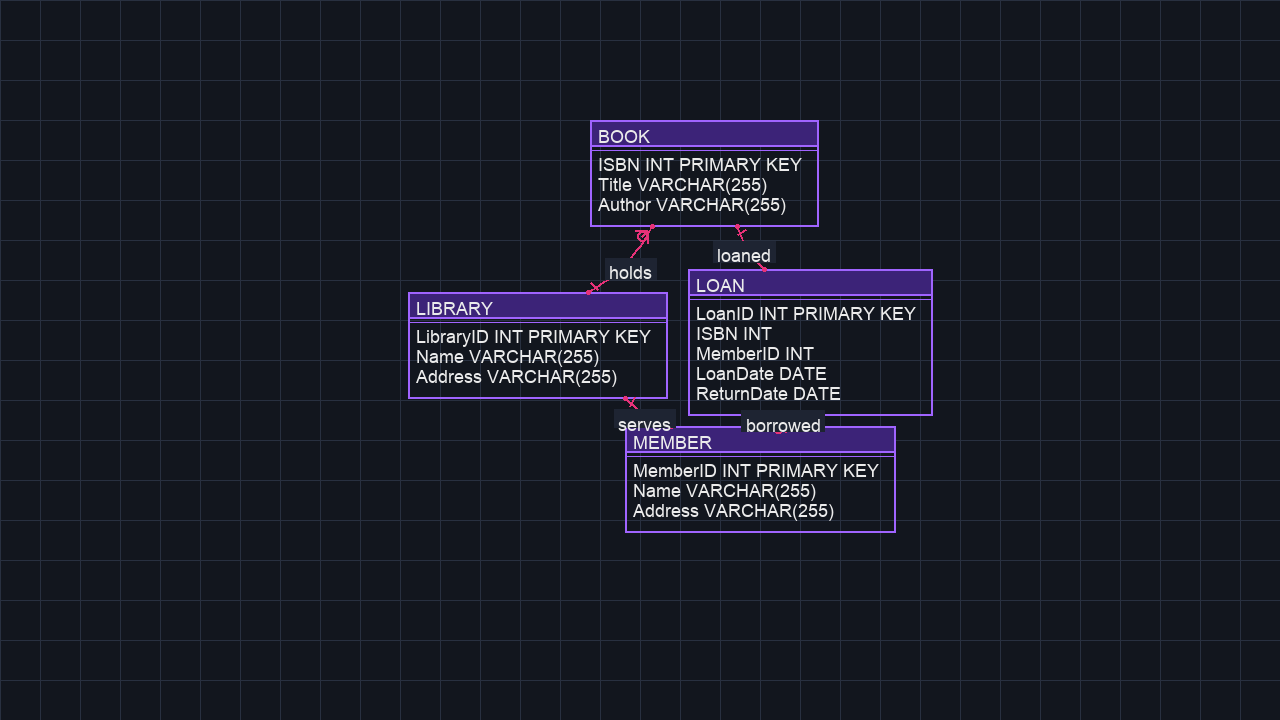 BOOK
ISBN INT PRIMARY KEY
Title VARCHAR(255)
Author VARCHAR(255)
holds
loaned
LIBRARY
LibraryID INT PRIMARY KEY
Name VARCHAR(255)
Address VARCHAR(255)
LOAN
LoanID INT PRIMARY KEY
ISBN INT
MemberID INT
LoanDate DATE
ReturnDate DATE
serves
borrowed
MEMBER
MemberID INT PRIMARY KEY
Name VARCHAR(255)
Address VARCHAR(255)